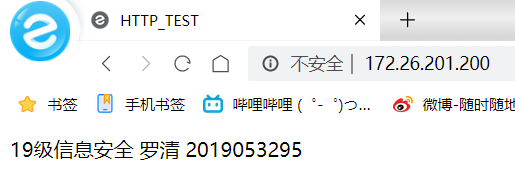 HTTP_TEST
不安全 | 172.26.201.200
书签 手机书签 哔哩哔哩 ( ゜- ゜)つ... 微博-随时随地
19级信息安全 罗清 2019053295